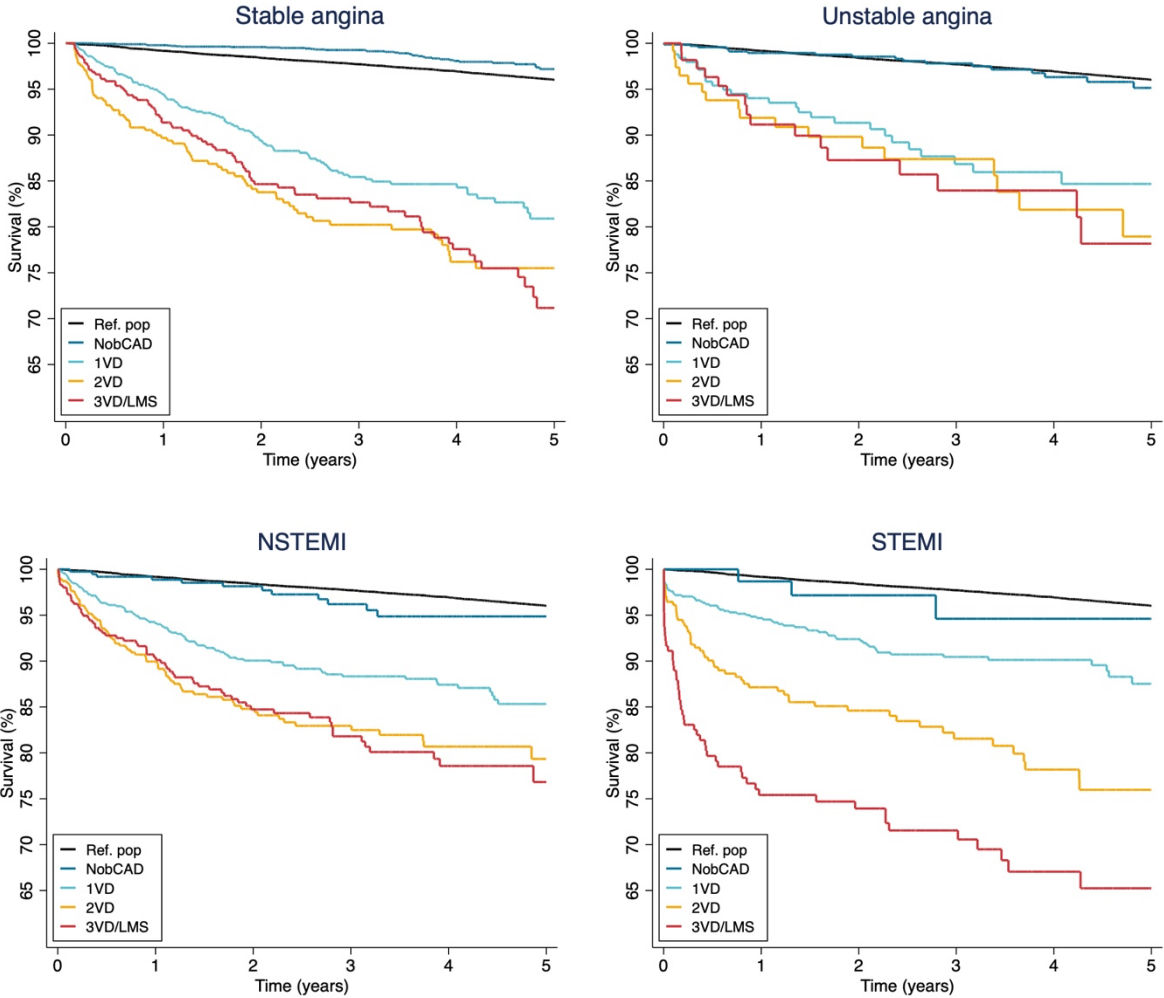 Stable angina
Survival (%)
100
95
90
85
80
75
70
65
Ref. pop
NobCAD
1VD
2VD
3VD/LMS
0 1 2 3 4 5
Time (years)
Unstable angina
Survival (%)
100
95
90
85
80
75
70
65
Ref. pop
NobCAD
1VD
2VD
3VD/LMS
0 1 2 3 4 5
Time (years)
NSTEMI
Survival (%)
100
95
90
85
80
75
70
65
Ref. pop
NobCAD
1VD
2VD
3VD/LMS
0 1 2 3 4 5
Time (years)
STEMI
Survival (%)
100
95
90
85
80
75
70
65
Ref. pop
NobCAD
1VD
2VD
3VD/LMS
0 1 2 3 4 5
Time (years)